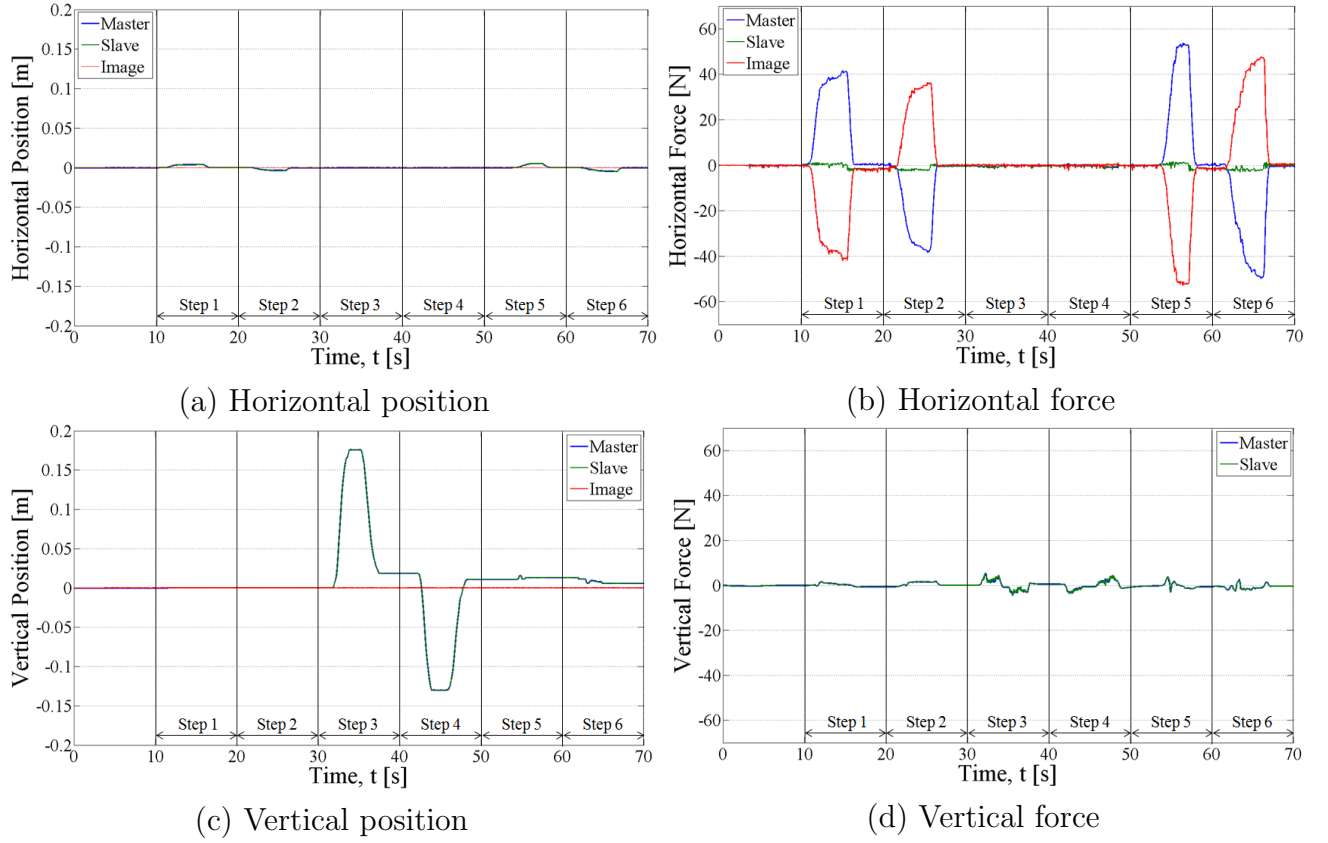 Horizontal Position [m]
0.2
0.15
0.1
0.05
0
-0.05
-0.1
-0.15
-0.2
Master
Slave
Image
Step 1 Step 2 Step 3 Step 4 Step 5 Step 6
0 10 20 30 40 50 60 70
Time, t [s]
(a) Horizontal position
Horizontal Force [N]
60
40
20
0
-20
-40
-60
Master
Slave
Image
Step 1 Step 2 Step 3 Step 4 Step 5 Step 6
0 10 20 30 40 50 60 70
Time, t [s]
(b) Horizontal force
Vertical Position [m]
0.2
0.15
0.1
0.05
0
-0.05
-0.1
-0.15
-0.2
Master
Slave
Image
Step 1 Step 2 Step 3 Step 4 Step 5 Step 6
0 10 20 30 40 50 60 70
Time, t [s]
(c) Vertical position
Vertical Force [N]
60
40
20
0
-20
-40
-60
Master
Slave
Step 1 Step 2 Step 3 Step 4 Step 5 Step 6
0 10 20 30 40 50 60 70
Time, t [s]
(d) Vertical force